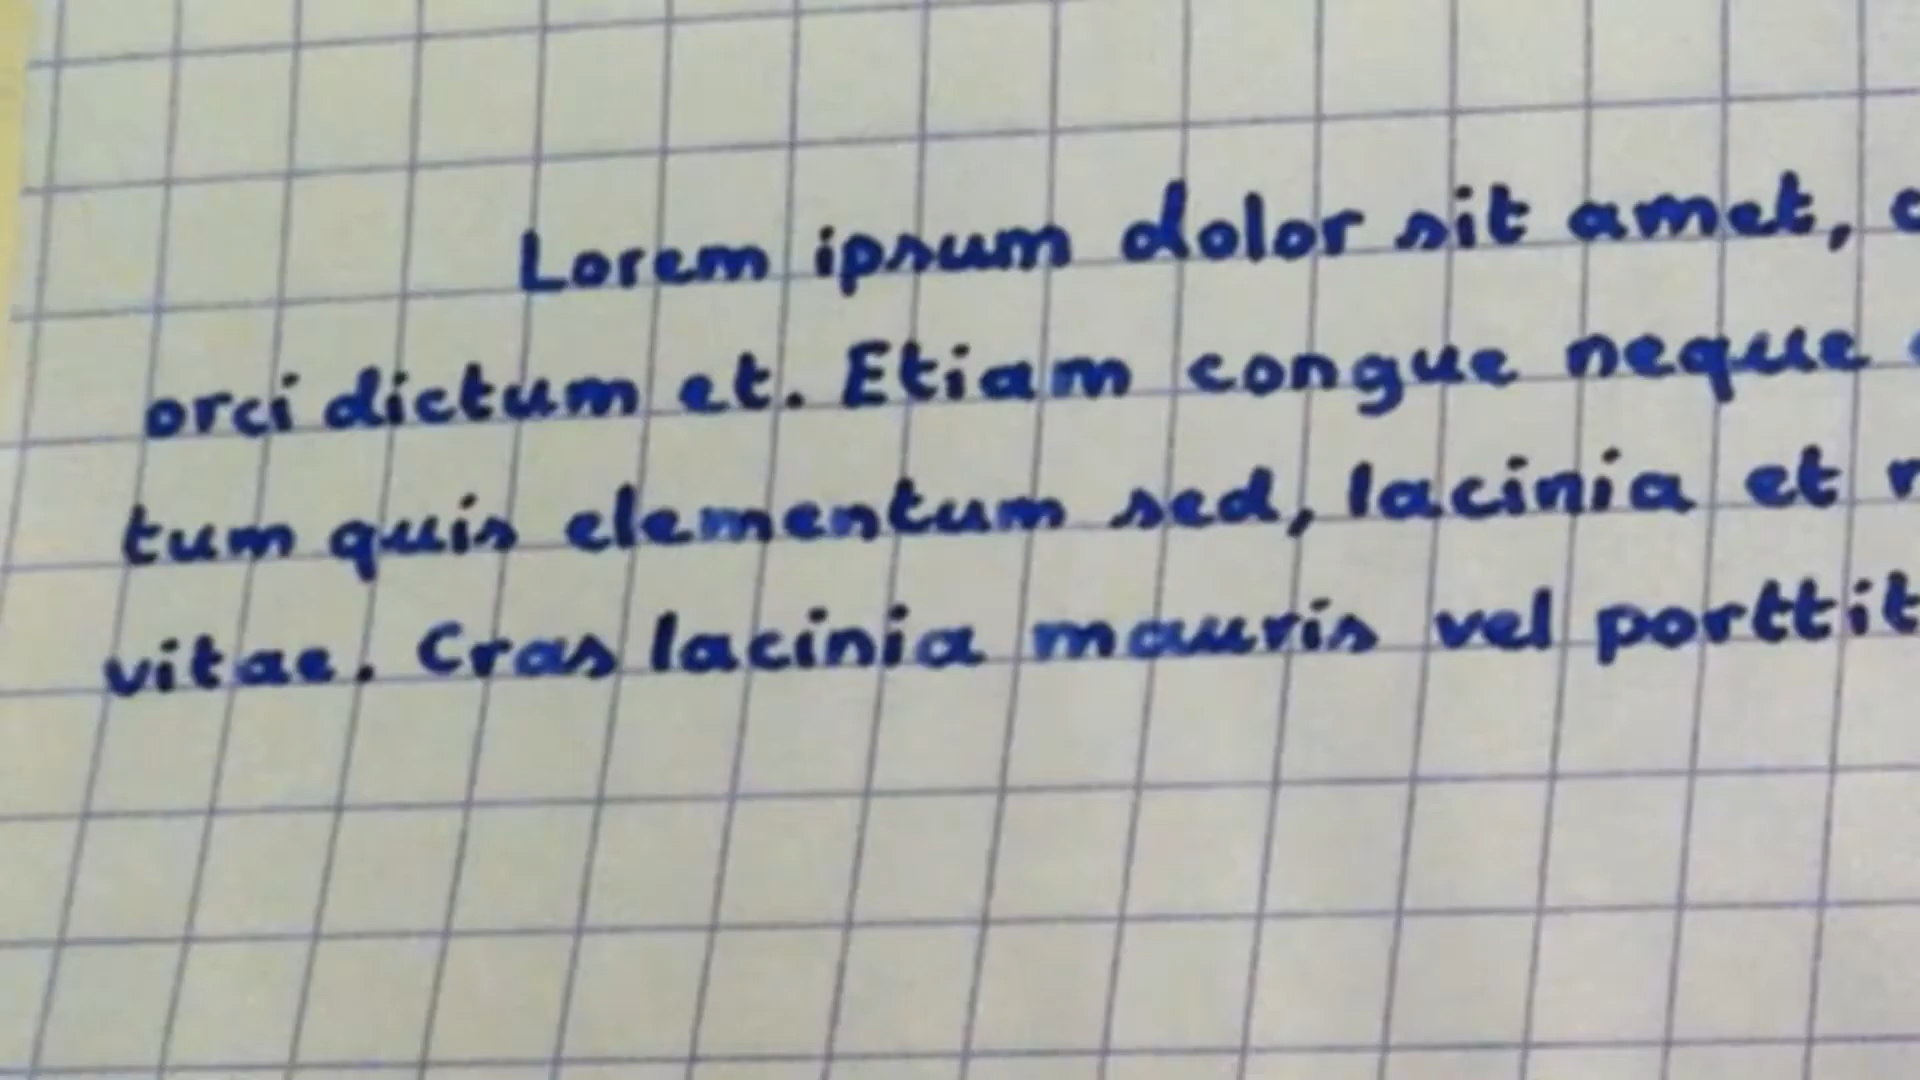 Lorem ipsum dolor sit amet,
orci dictum et. Etiam congue neque
tum quis elementum sed, lacinia et
vitae. Cras lacinia mauris vel porttit